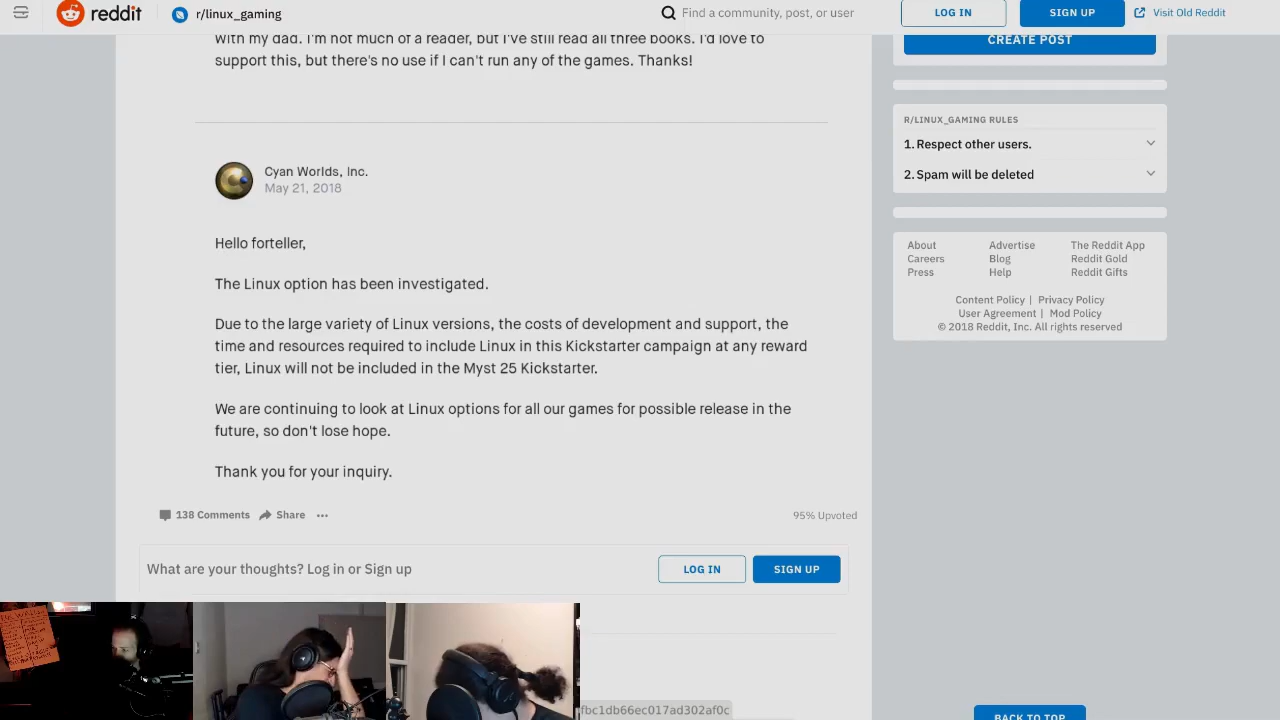 reddit
r/linux_gaming
Find a community, post, or user
LOG IN
SIGN UP
Visit Old Reddit
with my dad. I'm not much of a reader, but I've still read all three books. I'd love to
support this, but there's no use if I can't run any of the games. Thanks!
CREATE POST
R/LINUX_GAMING RULES
1. Respect other users.
2. Spam will be deleted
Cyan Worlds, Inc.
May 21, 2018
Hello forteller,
The Linux option has been investigated.
Due to the large variety of Linux versions, the costs of development and support, the
time and resources required to include Linux in this Kickstarter campaign at any reward
tier, Linux will not be included in the Myst 25 Kickstarter.
We are continuing to look at Linux options for all our games for possible release in the
future, so don't lose hope.
Thank you for your inquiry.
About
Advertise
The Reddit App
Careers
Blog
Reddit Gold
Press
Help
Reddit Gifts
Content Policy | Privacy Policy
User Agreement | Mod Policy
© 2018 Reddit, Inc. All rights reserved
138 Comments
Share
95% Upvoted
What are your thoughts? Log in or Sign up
LOG IN
SIGN UP
fbc1db66ec017ad302af0c
BACK TO TOP